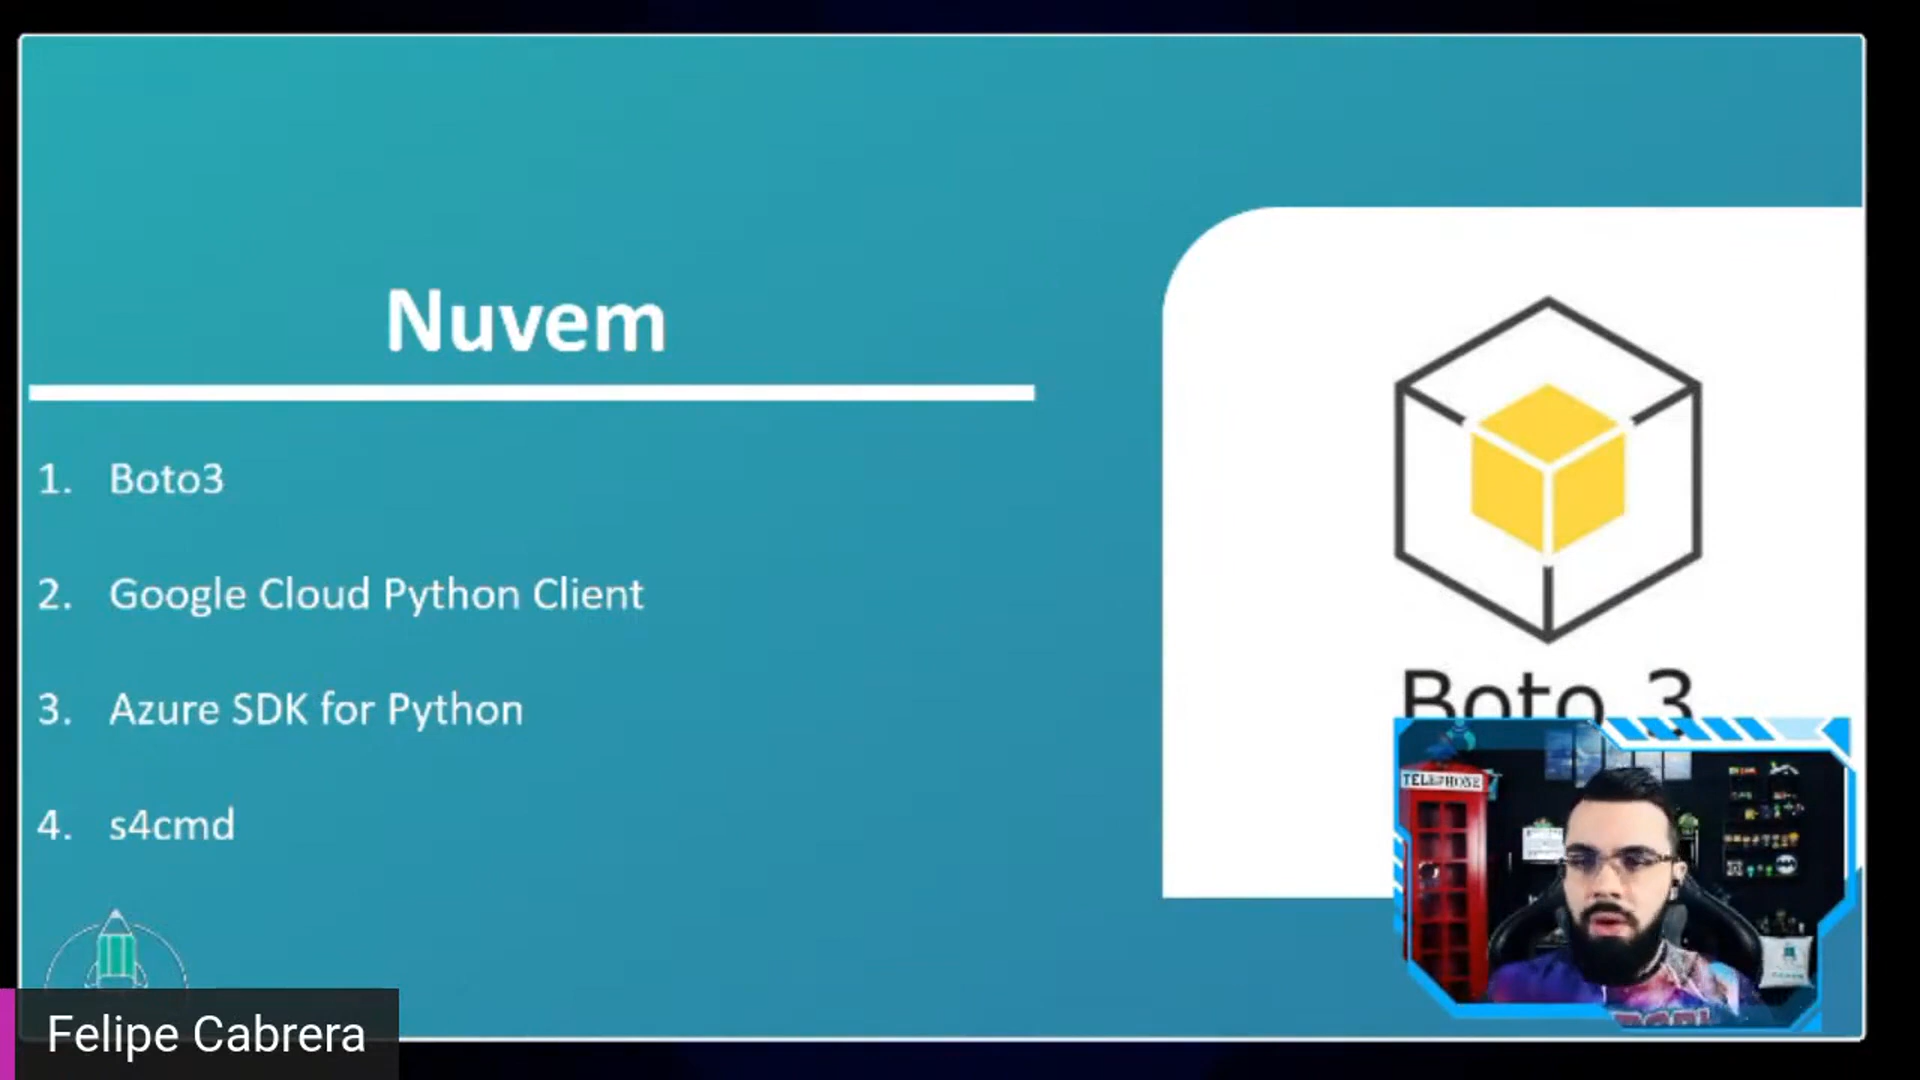 Nuvem
1. Boto3
2. Google Cloud Python Client
3. Azure SDK for Python
4. s4cmd
Boto 3
TELEPHONE
Felipe Cabrera